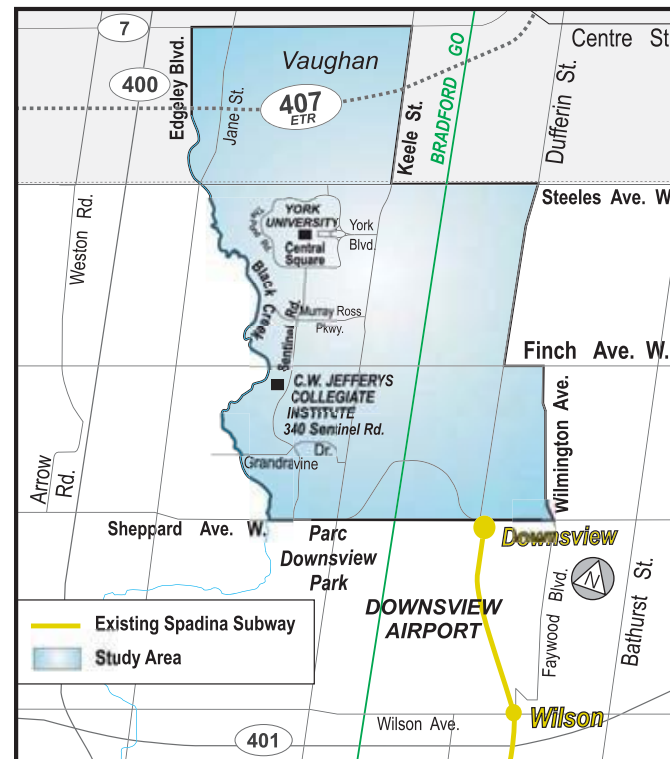 7
Centre St.
Vaughan
400
407
ETR
Edgeley Blvd.
Jane St.
Keele St.
BRADFORD GO
Dufferin St.
Steeles Ave. W.
Weston Rd.
YORK
UNIVERSITY
Central
Square
York
Blvd.
Black Creek
Sentinel Rd.
Murray Ross
Pkwy.
Finch Ave. W.
C.W. JEFFERYS
COLLEGIATE
INSTITUTE
340 Sentinel Rd.
Wilmington Ave.
Arrow
Rd.
Grandravine
Dr.
Sheppard Ave. W.
Parc
Downsview
Park
Downsview
N
DOWNSVIEW
AIRPORT
Faywood Blvd.
Bathurst St.
Existing Spadina Subway
Study Area
Wilson
Wilson Ave.
401